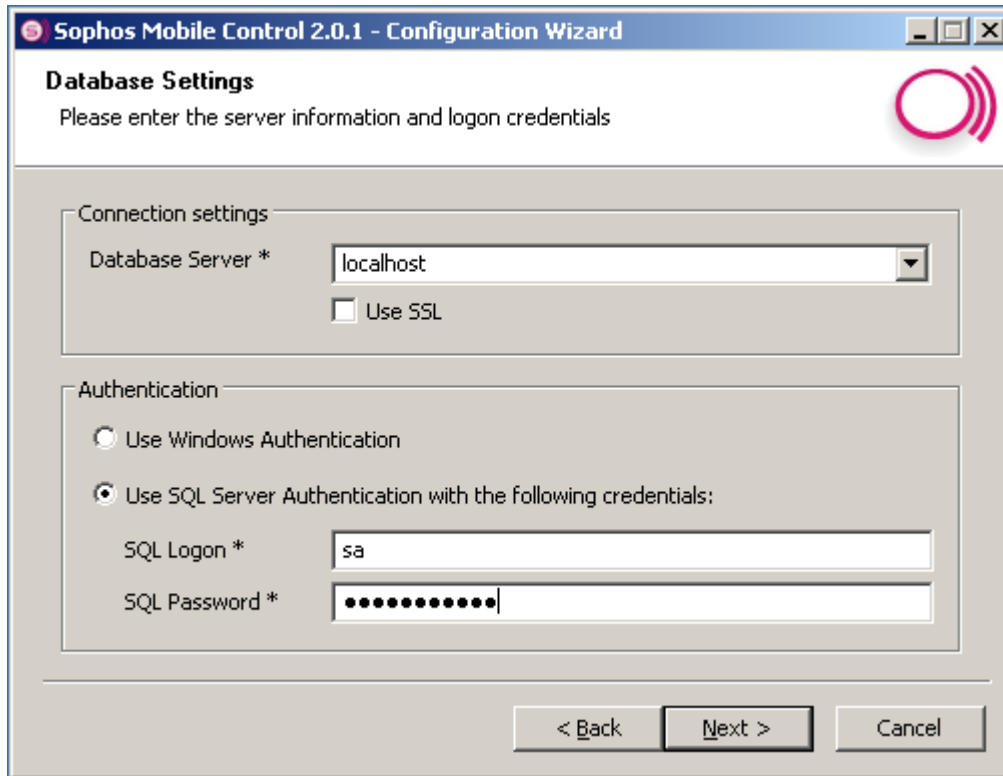 Sophos Mobile Control 2.0.1 - Configuration Wizard
Database Settings
Please enter the server information and logon credentials
Connection settings
Database Server *
localhost
Use SSL
Authentication
Use Windows Authentication
Use SQL Server Authentication with the following credentials:
SQL Logon *
sa
SQL Password *
●●●●●●●●●●●
< Back
Next >
Cancel